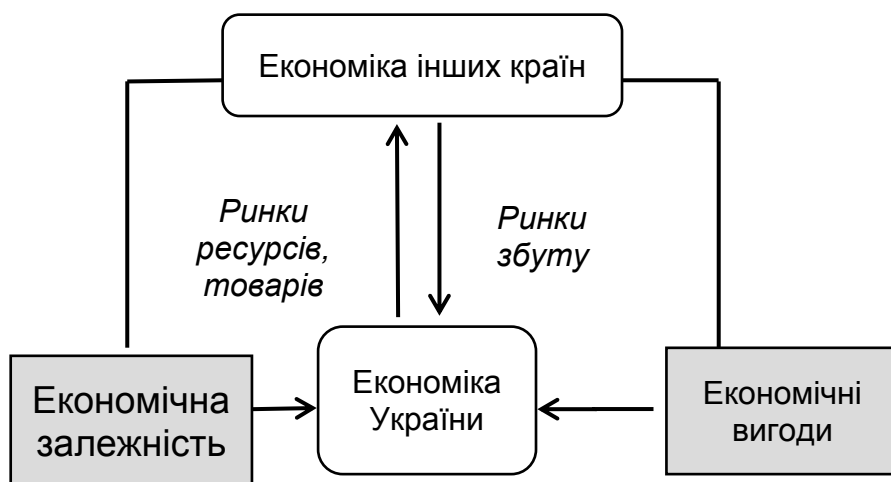 Економіка інших країн
Ринки
ресурсів,
товарів
Ринки
збуту
Економічна
залежність
Економіка
України
Економічні
вигоди